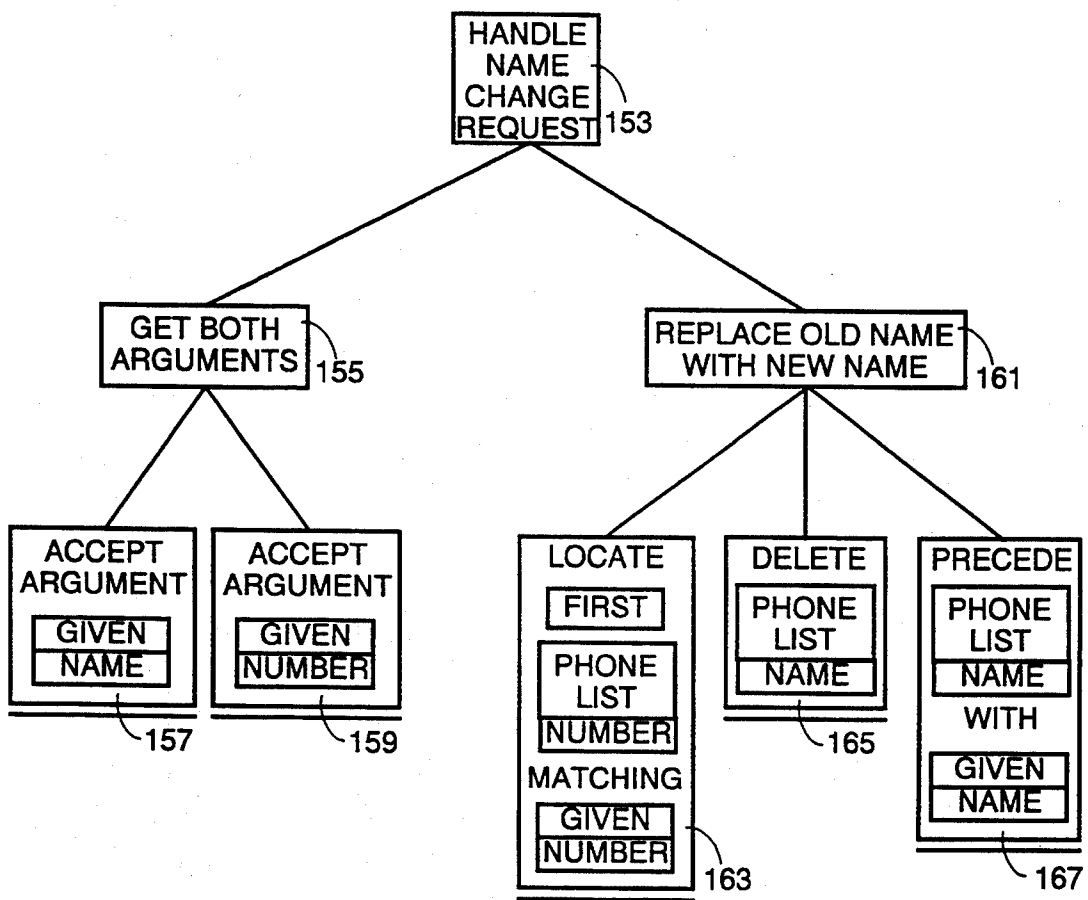 HANDLE
NAME
CHANGE
REQUEST
153
GET BOTH
ARGUMENTS
155
REPLACE OLD NAME
WITH NEW NAME
161
ACCEPT
ARGUMENT
GIVEN
NAME
157
ACCEPT
ARGUMENT
GIVEN
NUMBER
159
LOCATE
FIRST
PHONE
LIST
NUMBER
MATCHING
GIVEN
NUMBER
163
DELETE
PHONE
LIST
NAME
165
PRECEDE
PHONE
LIST
NAME
WITH
GIVEN
NAME
167